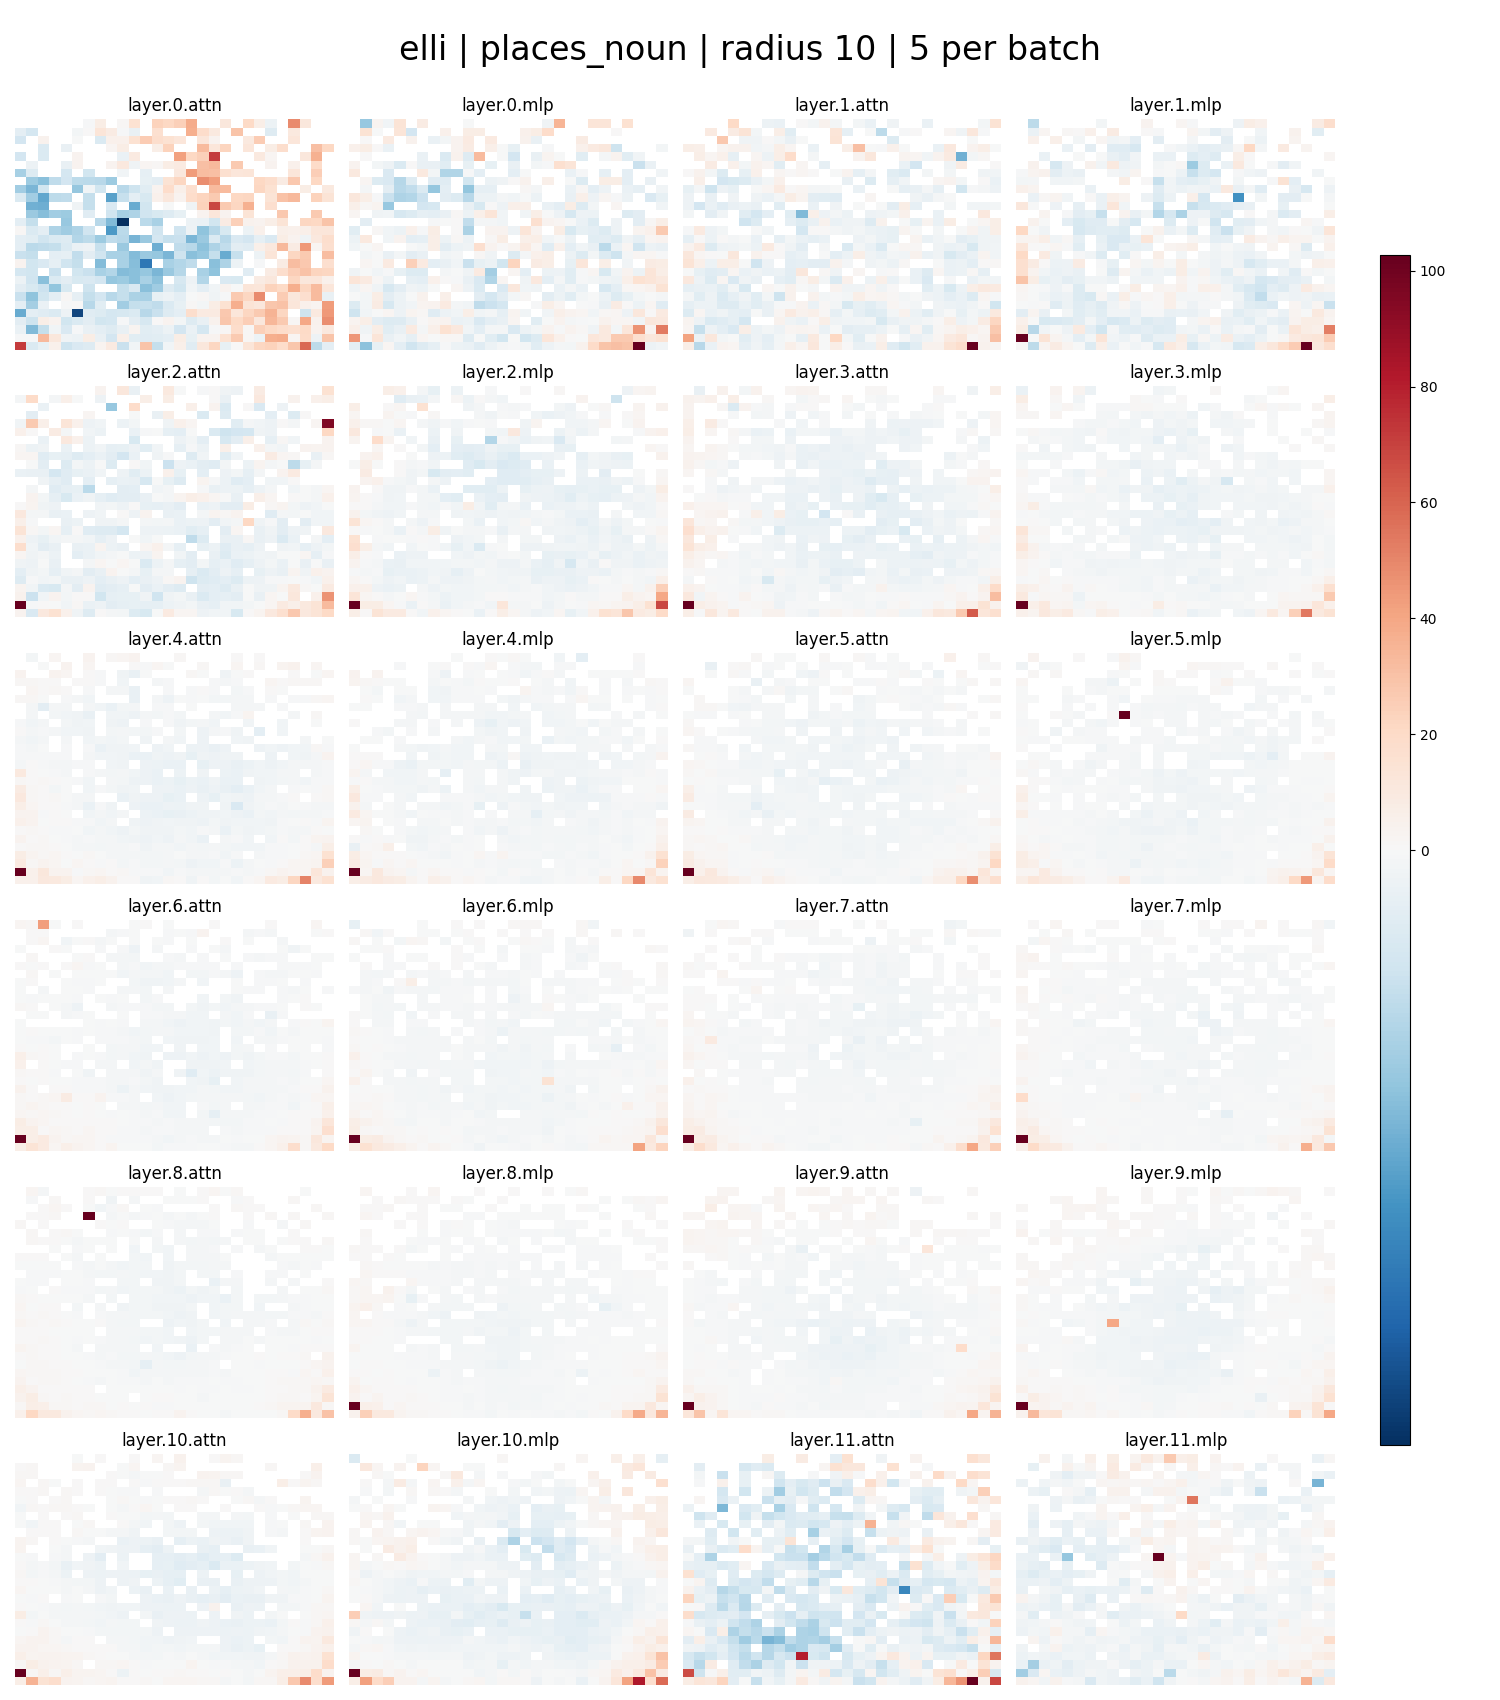 elli | places_noun | radius 10 | 5 per batch
layer.0.attn layer.0.mlp layer.1.attn layer.1.mlp
layer.2.attn layer.2.mlp layer.3.attn layer.3.mlp
layer.4.attn layer.4.mlp layer.5.attn layer.5.mlp
layer.6.attn layer.6.mlp layer.7.attn layer.7.mlp
layer.8.attn layer.8.mlp layer.9.attn layer.9.mlp
layer.10.attn layer.10.mlp layer.11.attn layer.11.mlp
100
80
60
40
20
0